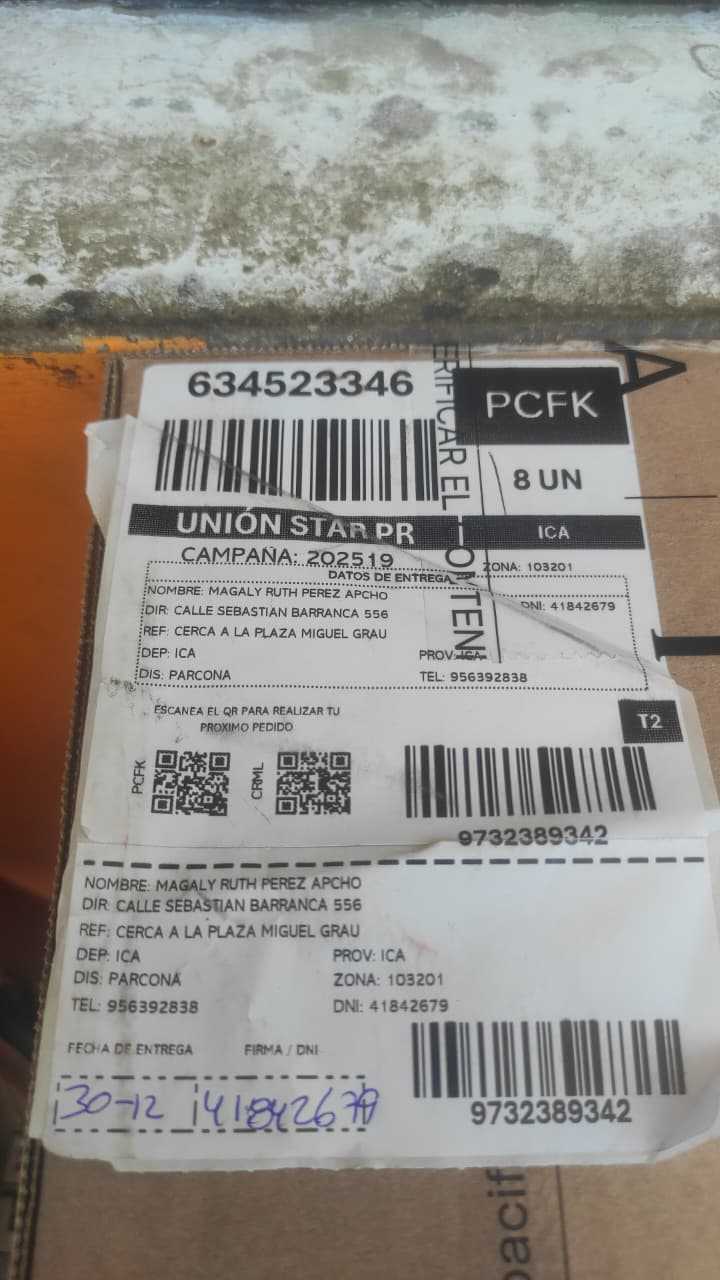 634523346
PCFK
ERIFICAR EL
8 UN
UNIÓN STAR PR
ICA
CAMPAÑA: 202519
ZONA: 103201
DATOS DE ENTREGA
NOMBRE: MAGALY RUTH PEREZ APCHO
DNI: 41842679
DIR: CALLE SEBASTIAN BARRANCA 556
REF: CERCA A LA PLAZA MIGUEL GRAU
DEP: ICA
PROV: ICA
DIS: PARCONA
TEL: 956392838
ESCANEA EL QR PARA REALIZAR TU
PROXIMO PEDIDO
T2
PCFK
CRML
9732389342
NOMBRE: MAGALY RUTH PEREZ APCHO
DIR: CALLE SEBASTIAN BARRANCA 556
REF: CERCA A LA PLAZA MIGUEL GRAU
DEP: ICA
PROV: ICA
DIS: PARCONA
ZONA: 103201
TEL: 956392838
DNI: 41842679
FECHA DE ENTREGA
FIRMA / DNI
30-12
41842679
9732389342
pacif